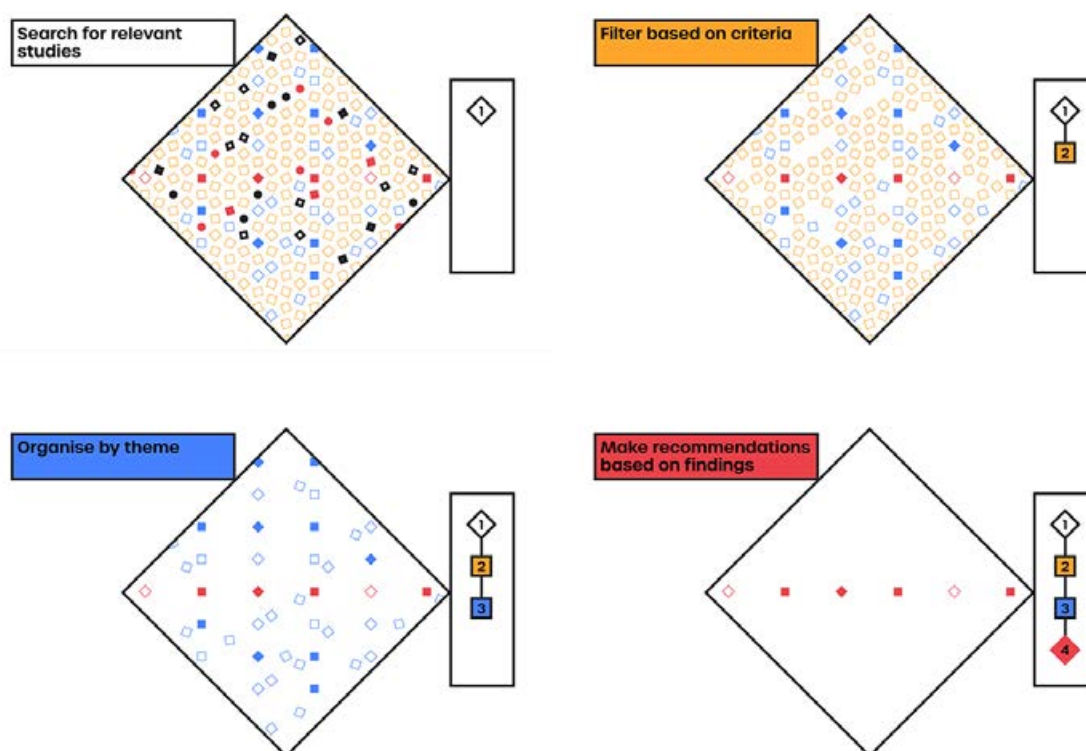 Search for relevant
studies
1
Filter based on criteria
1
2
Organise by theme
1
2
3
Make recommendations
based on findings
1
2
3
4